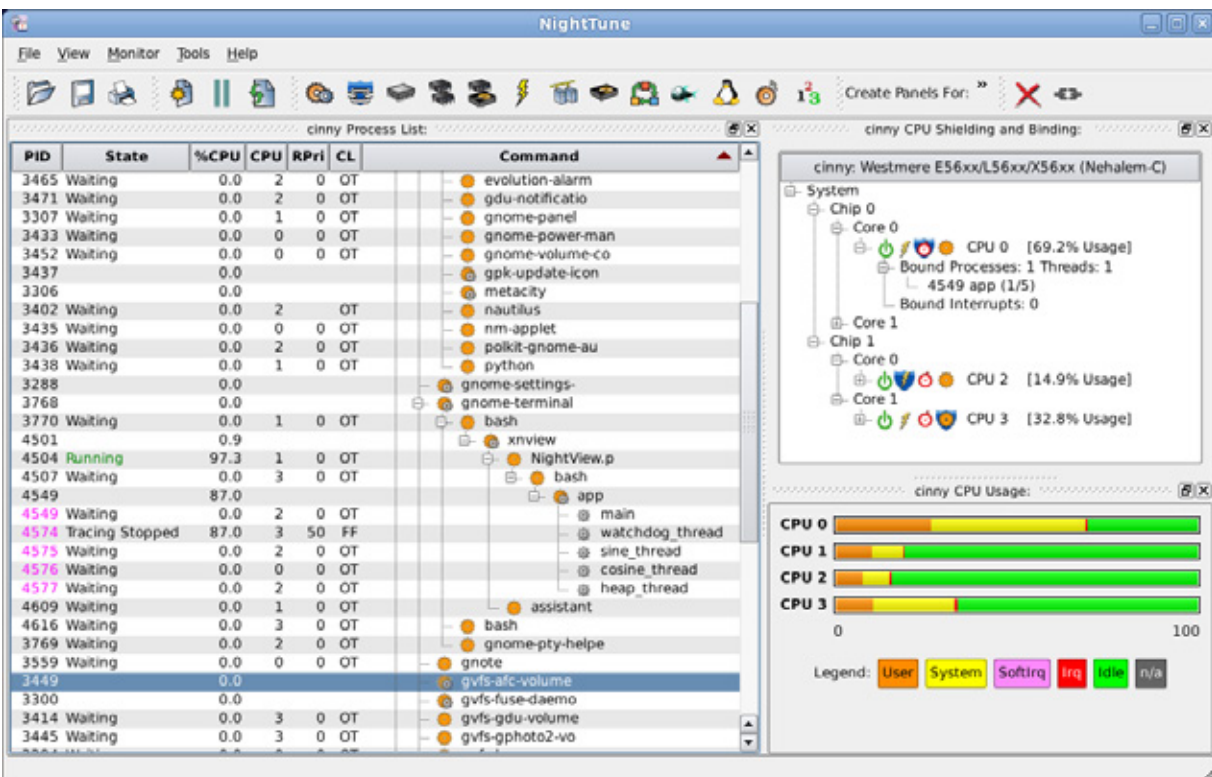 NightTune
File View Monitor Tools Help
Create Panels For: »
cinny Process List:
PID State %CPU CPU RPri CL Command
3465 Waiting 0.0 2 0 OT evolution-alarm
3471 Waiting 0.0 2 0 OT gdu-notificatio
3307 Waiting 0.0 1 0 OT gnome-panel
3433 Waiting 0.0 0 0 OT gnome-power-man
3452 Waiting 0.0 0 0 OT gnome-volume-co
3437 0.0 gpk-update-icon
3306 0.0 metacity
3402 Waiting 0.0 2 OT nautilus
3435 Waiting 0.0 0 0 OT nm-applet
3436 Waiting 0.0 2 0 OT polkit-gnome-au
3438 Waiting 0.0 1 0 OT python
3288 0.0 gnome-settings-
3768 0.0 gnome-terminal
3770 Waiting 0.0 1 0 OT bash
4501 0.9 xnview
4504 Running 97.3 1 0 OT NightView.p
4507 Waiting 0.0 3 0 OT bash
4549 87.0 app
4549 Waiting 0.0 2 0 OT main
4574 Tracing Stopped 87.0 3 50 FF watchdog_thread
4575 Waiting 0.0 2 0 OT sine_thread
4576 Waiting 0.0 0 0 OT cosine_thread
4577 Waiting 0.0 2 0 OT heap_thread
4609 Waiting 0.0 1 0 OT assistant
4616 Waiting 0.0 3 0 OT bash
3769 Waiting 0.0 2 0 OT gnome-pty-helpe
3559 Waiting 0.0 0 0 OT gnote
3449 0.0 gvfs-afc-volume
3300 0.0 gvfs-fuse-daemo
3414 Waiting 0.0 3 0 OT gvfs-gdu-volume
3445 Waiting 0.0 3 0 OT gvfs-gphoto2-vo
cinny CPU Shielding and Binding:
cinny: Westmere E56xx/L56xx/X56xx (Nehalem-C)
System
Chip 0
Core 0
CPU 0 [69.2% Usage]
Bound Processes: 1 Threads: 1
4549 app (1/5)
Bound Interrupts: 0
Core 1
Chip 1
Core 0
CPU 2 [14.9% Usage]
Core 1
CPU 3 [32.8% Usage]
cinny CPU Usage:
CPU 0
CPU 1
CPU 2
CPU 3
0 100
Legend: User System SoftIrq Irq Idle n/a